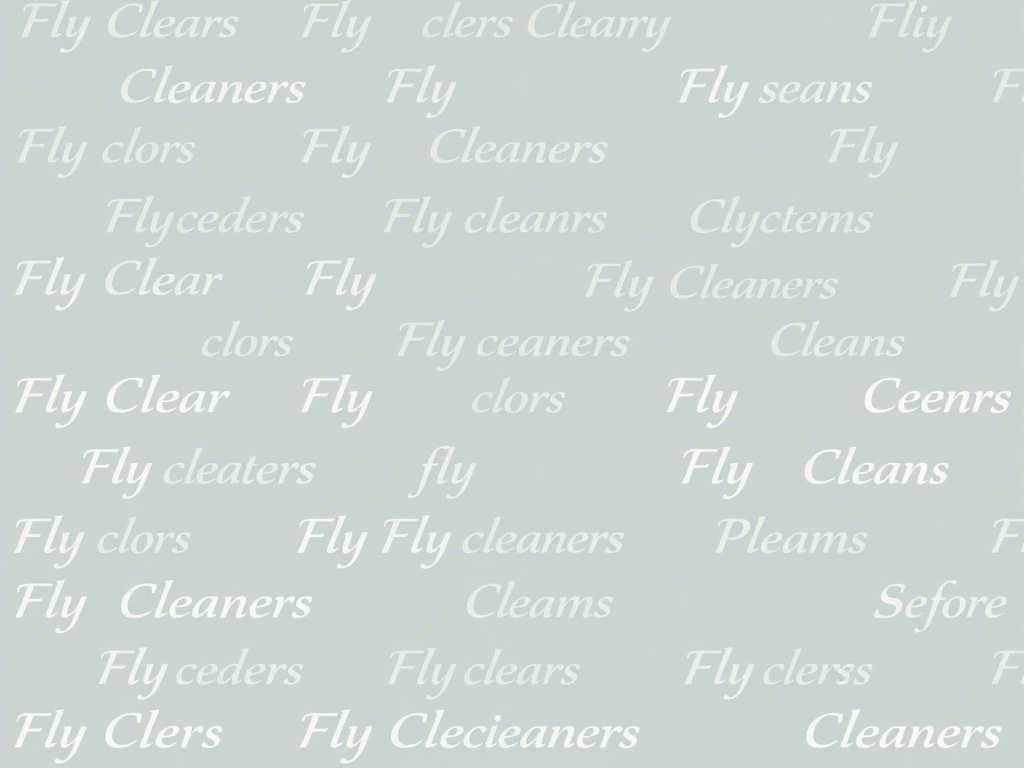 Fly Clears Fly clers Clearry Fliy
Cleaners Fly Fly seans
Fly clors Fly Cleaners Fly
Flyceders Fly cleanrs Clyctems
Fly Clear Fly Fly Cleaners Fly
clors Fly ceaners Cleans
Fly Clear Fly clors Fly Ceenrs
Fly cleaters fly Fly Cleans
Fly clors Fly Fly cleaners Pleams
Fly Cleaners Cleams Sefore
Fly ceders Fly clears Fly clerss
Fly Clers Fly Clecieaners Cleaners